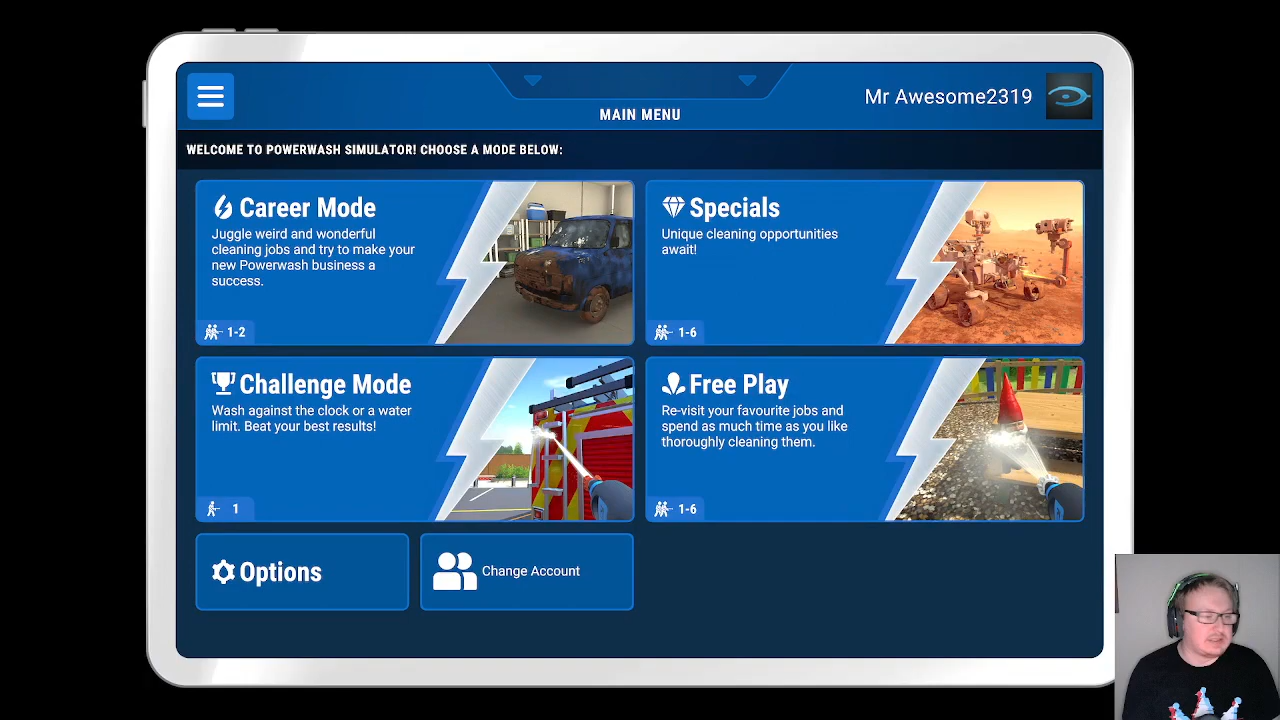 Mr Awesome2319
MAIN MENU
WELCOME TO POWERWASH SIMULATOR! CHOOSE A MODE BELOW:
Career Mode
Juggle weird and wonderful
cleaning jobs and try to make your
new Powerwash business a
success.
1-2
Specials
Unique cleaning opportunities
await!
1-6
Challenge Mode
Wash against the clock or a water
limit. Beat your best results!
1
Free Play
Re-visit your favourite jobs and
spend as much time as you like
thoroughly cleaning them.
1-6
Options
Change Account